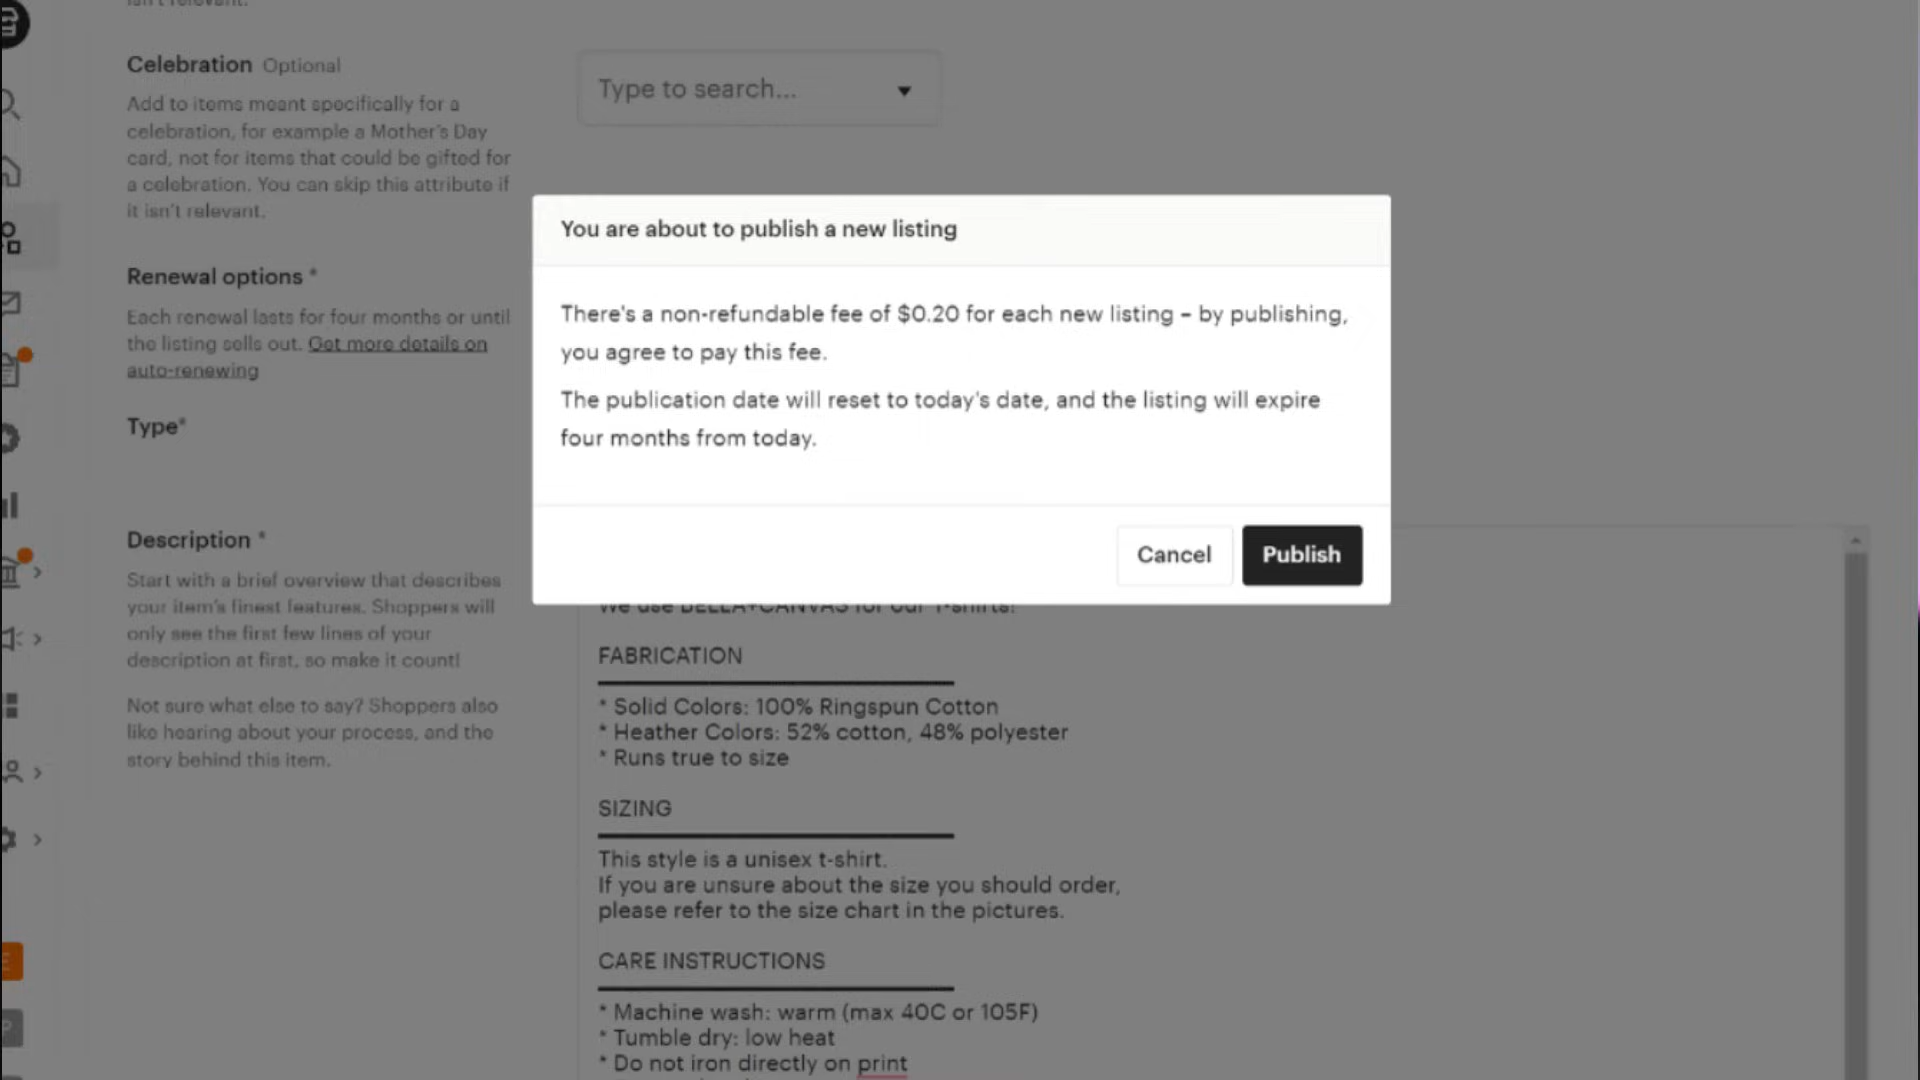 Celebration Optional
Add to items meant specifically for a
celebration, for example a Mother's Day
card, not for items that could be gifted for
a celebration. You can skip this attribute if
it isn't relevant.
Type to search...
Renewal options *
Each renewal lasts for four months or until
the listing sells out. Get more details on
auto-renewing
Type*
Description *
Start with a brief overview that describes
your item's finest features. Shoppers will
only see the first few lines of your
description at first, so make it count!
Not sure what else to say? Shoppers also
like hearing about your process, and the
story behind this item.
You are about to publish a new listing
There's a non-refundable fee of $0.20 for each new listing – by publishing,
you agree to pay this fee.
The publication date will reset to today's date, and the listing will expire
four months from today.
Cancel
Publish
We use BELLA+CANVAS for our T-shirts!
FABRICATION
* Solid Colors: 100% Ringspun Cotton
* Heather Colors: 52% cotton, 48% polyester
* Runs true to size
SIZING
This style is a unisex t-shirt.
If you are unsure about the size you should order,
please refer to the size chart in the pictures.
CARE INSTRUCTIONS
* Machine wash: warm (max 40C or 105F)
* Tumble dry: low heat
* Do not iron directly on print